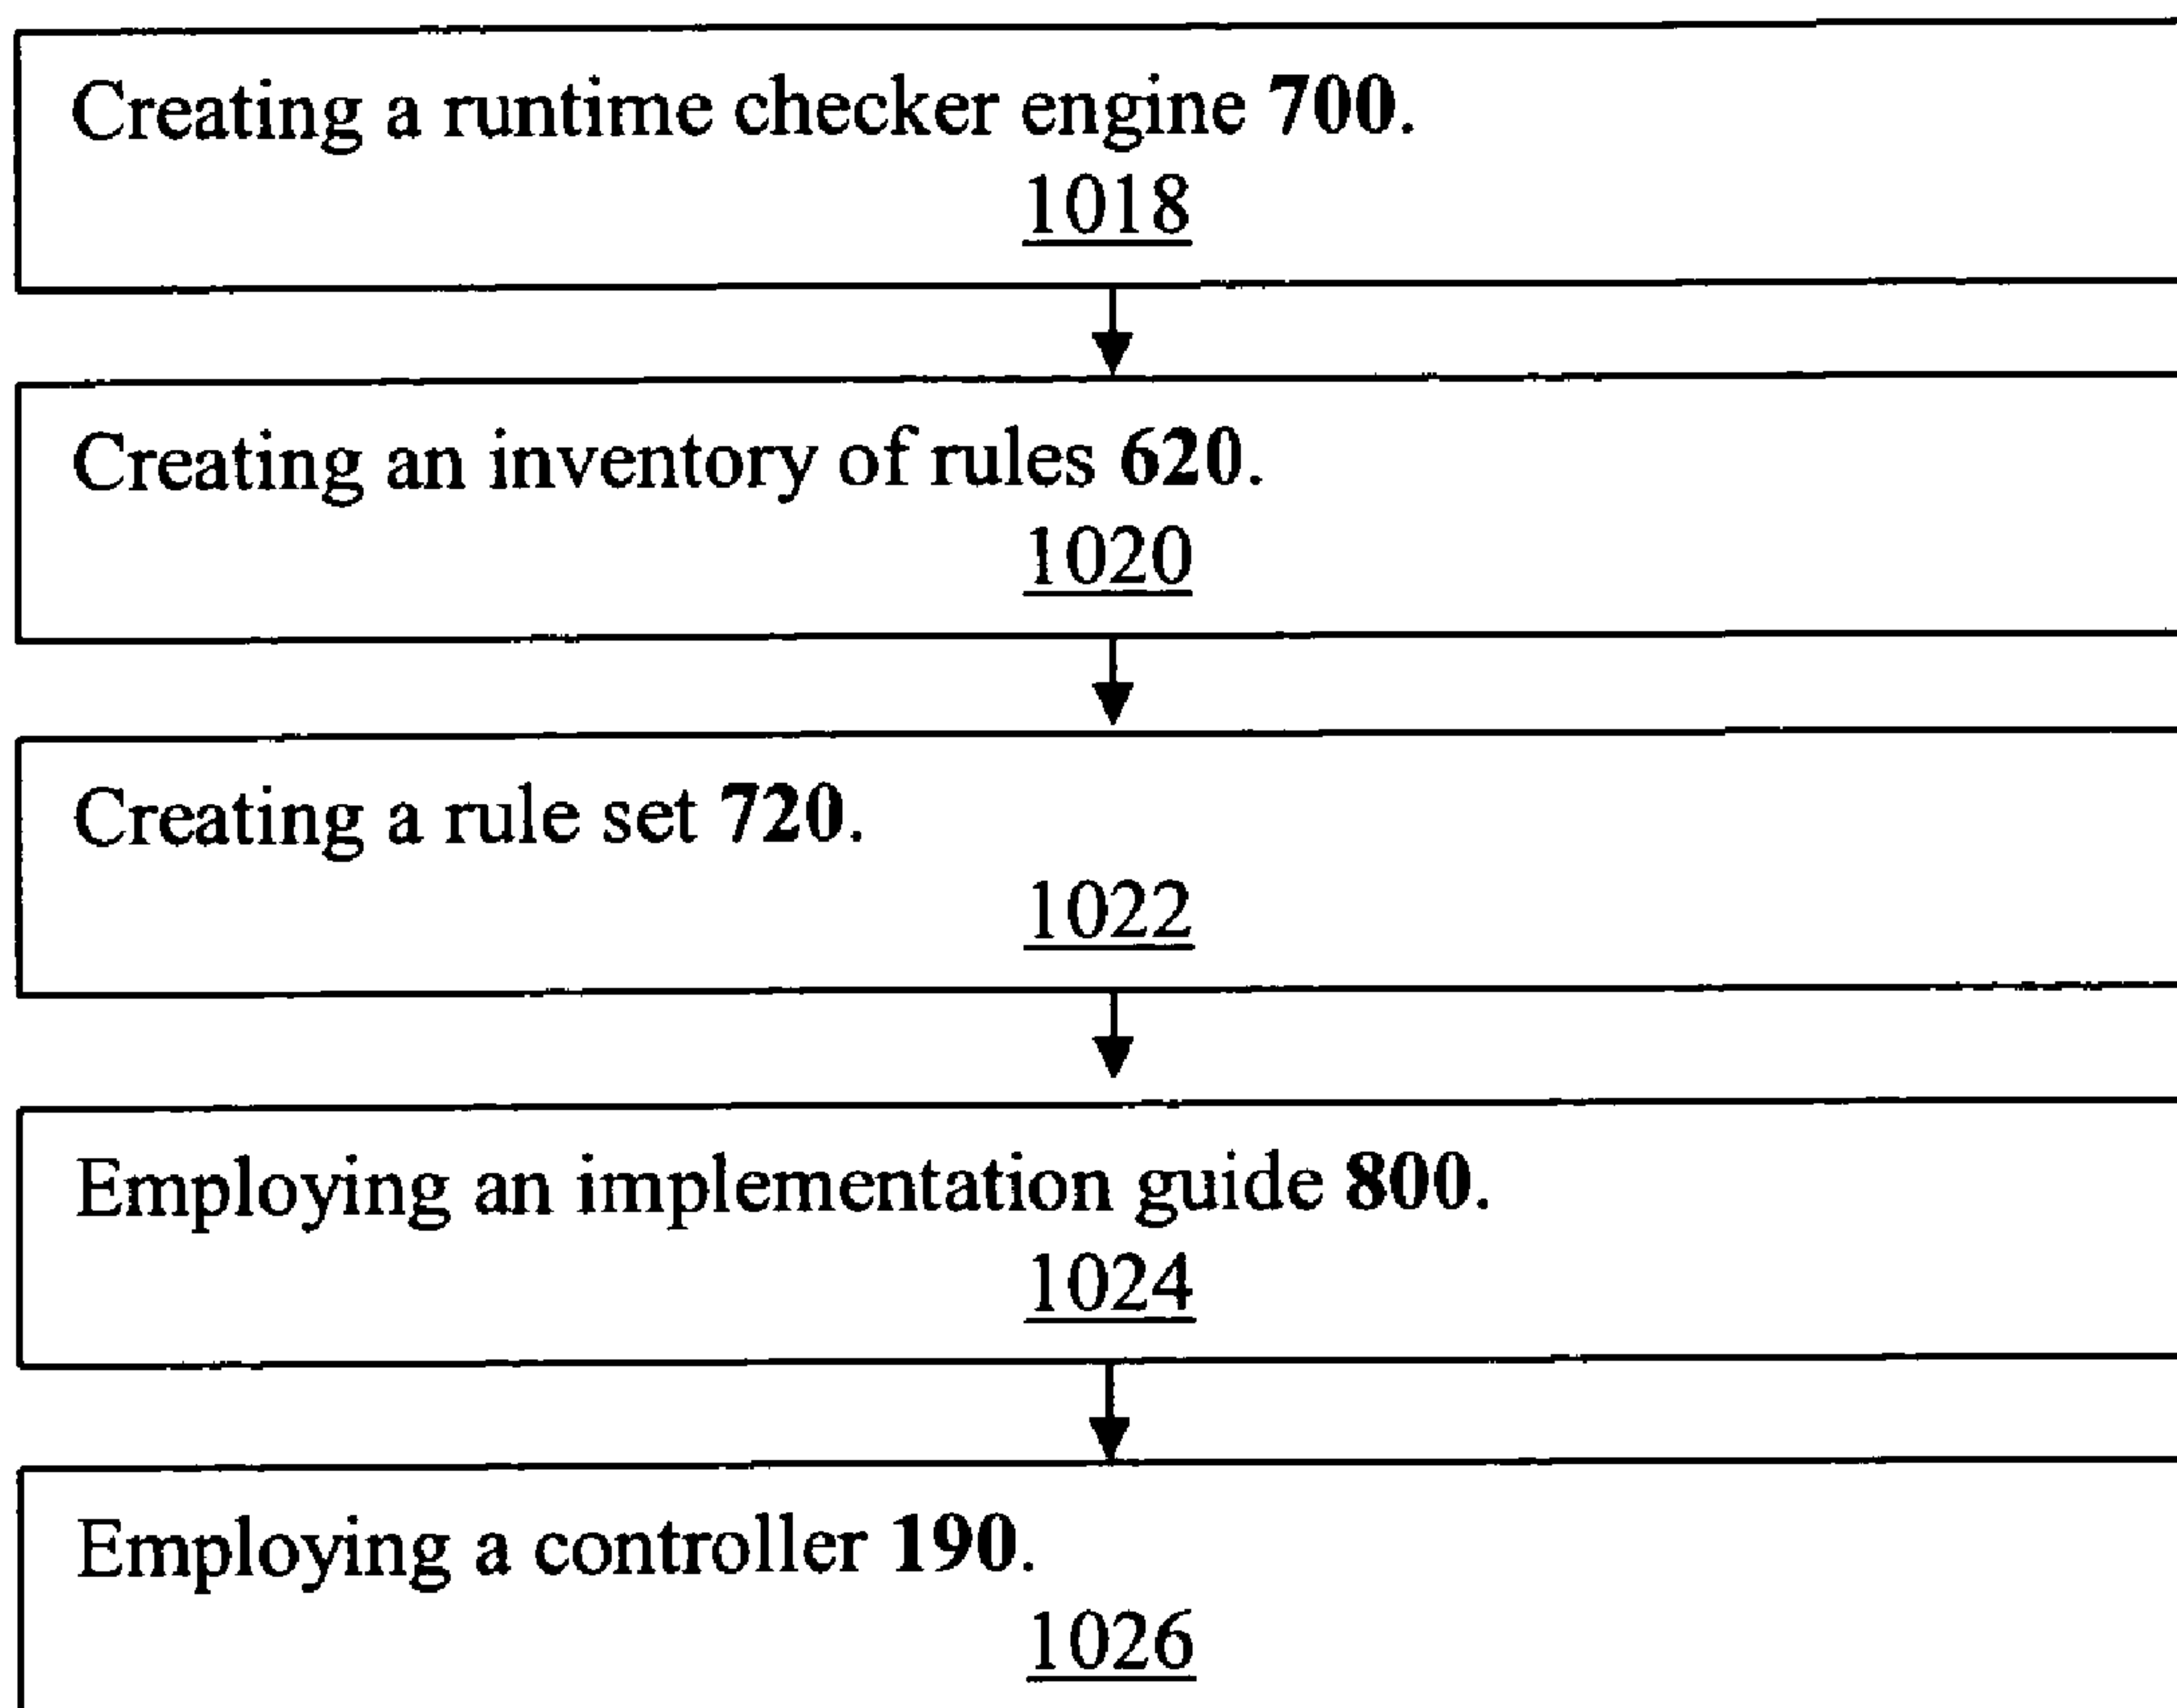 Creating a runtime checker engine 700.
1018
Creating an inventory of rules 620.
1020
Creating a rule set 720.
1022
Employing an implementation guide 800.
1024
Employing a controller 190.
1026